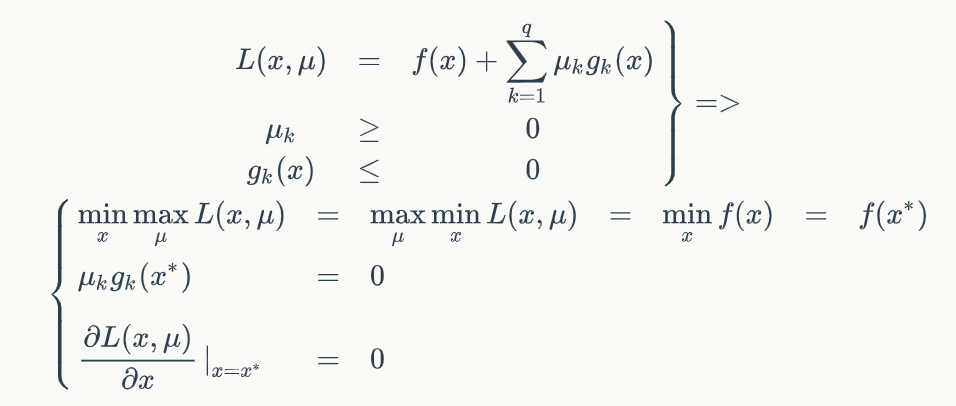 L(x, μ) = f(x) + ∑_{k=1}^{q} μ_k g_k(x)
μ_k ≥ 0
g_k(x) ≤ 0
} =>
{ min_x max_μ L(x, μ) = max_μ min_x L(x, μ) = min_x f(x) = f(x*)
μ_k g_k(x*) = 0
∂L(x, μ)/∂x |_{x=x*} = 0